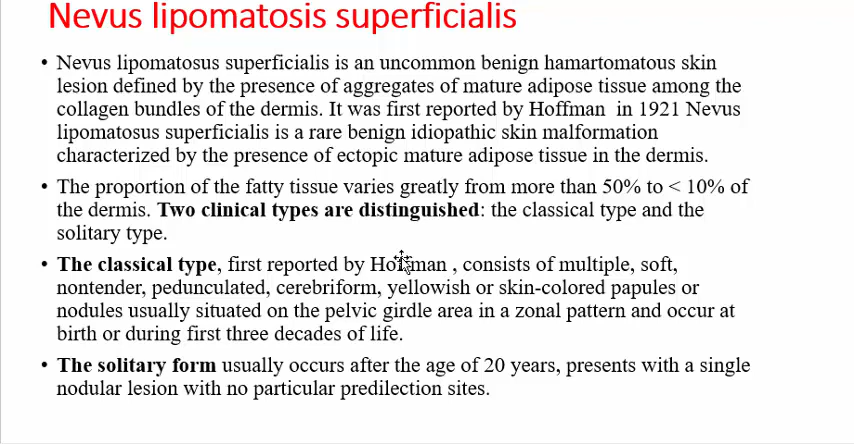 Nevus lipomatosis superficialis
• Nevus lipomatosus superficialis is an uncommon benign hamartomatous skin
lesion defined by the presence of aggregates of mature adipose tissue among the
collagen bundles of the dermis. It was first reported by Hoffman in 1921 Nevus
lipomatosus superficialis is a rare benign idiopathic skin malformation
characterized by the presence of ectopic mature adipose tissue in the dermis.
• The proportion of the fatty tissue varies greatly from more than 50% to < 10% of
the dermis. Two clinical types are distinguished: the classical type and the
solitary type.
• The classical type, first reported by Hoffman , consists of multiple, soft,
nontender, pedunculated, cerebriform, yellowish or skin-colored papules or
nodules usually situated on the pelvic girdle area in a zonal pattern and occur at
birth or during first three decades of life.
• The solitary form usually occurs after the age of 20 years, presents with a single
nodular lesion with no particular predilection sites.